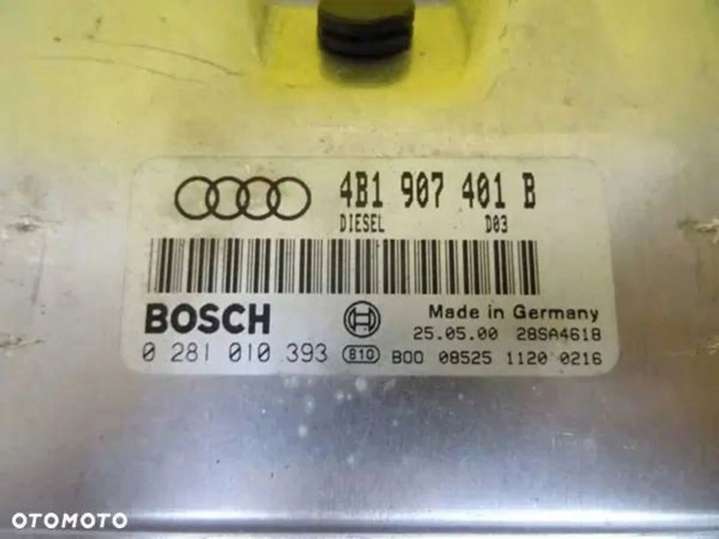 4B1 907 401 B
DIESEL D03
BOSCH
Made in Germany
25.05.00 28SA4618
0 281 010 393 810 B00 08525 1120 0216
OTOMOTO